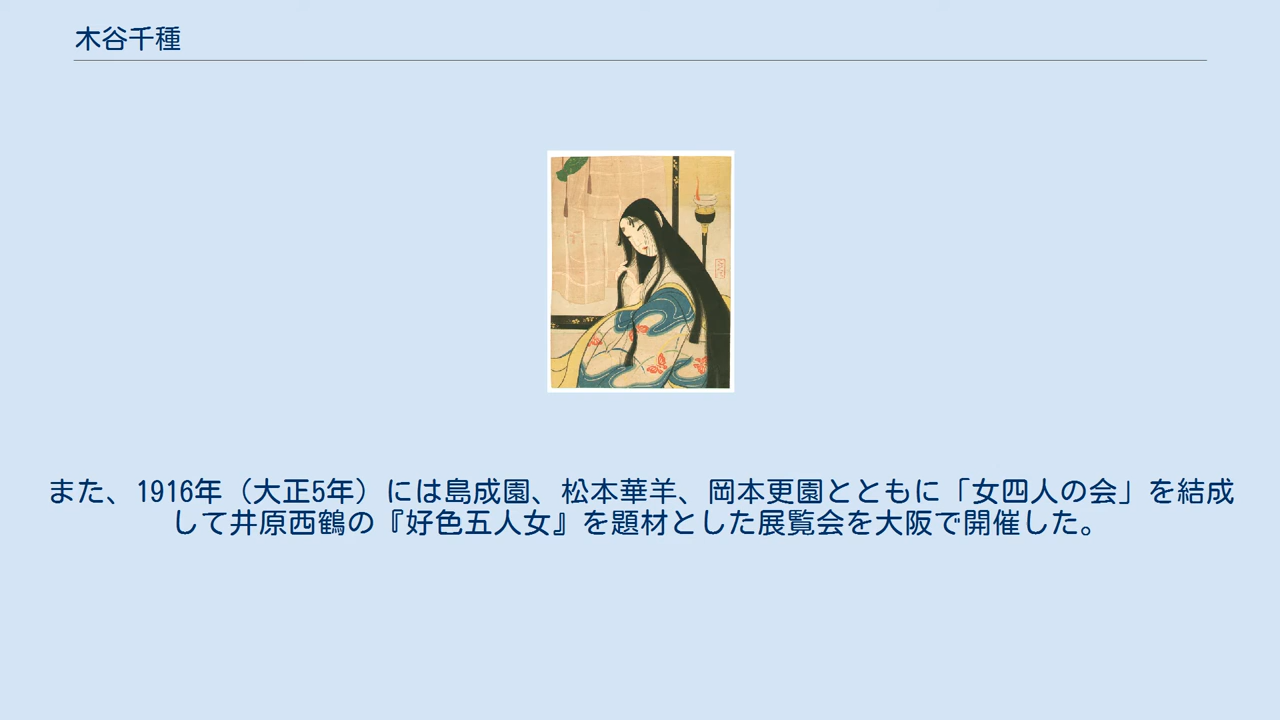 木谷千種
また、1916年（大正5年）には島成園、松本華羊、岡本更園とともに「女四人の会」を結成
して井原西鶴の『好色五人女』を題材とした展覧会を大阪で開催した。